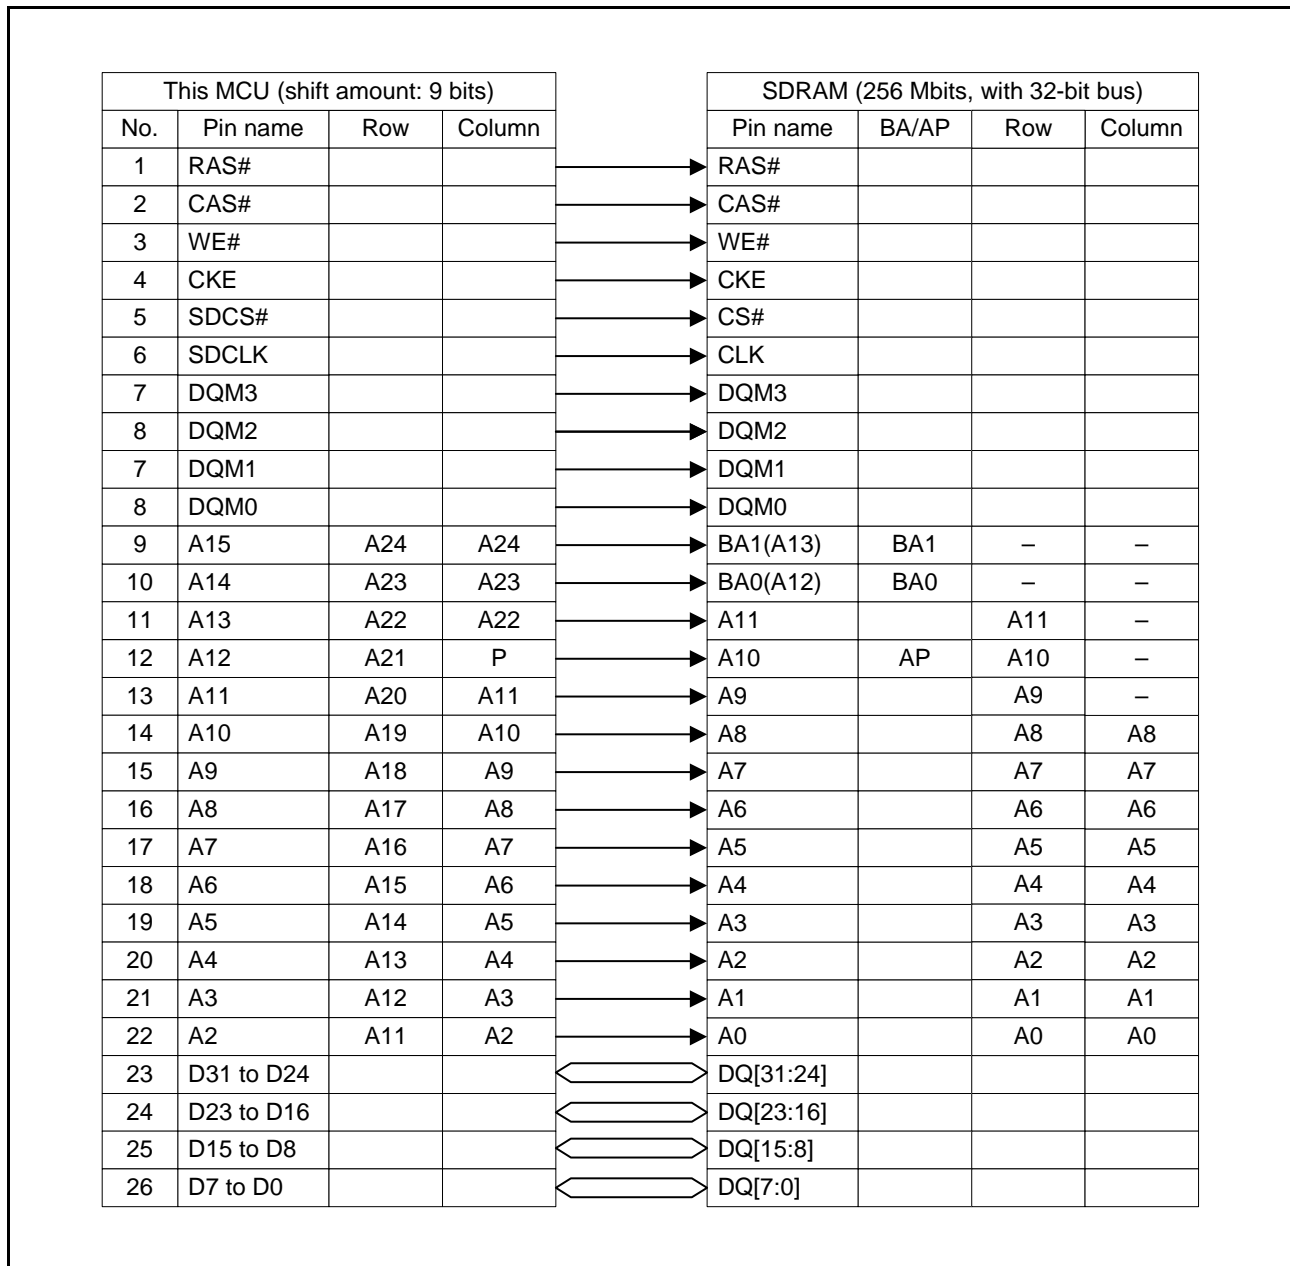 This MCU (shift amount: 9 bits) SDRAM (256 Mbits, with 32-bit bus)
No. Pin name Row Column Pin name BA/AP Row Column
1 RAS# RAS#
2 CAS# CAS#
3 WE# WE#
4 CKE CKE
5 SDCS# CS#
6 SDCLK CLK
7 DQM3 DQM3
8 DQM2 DQM2
7 DQM1 DQM1
8 DQM0 DQM0
9 A15 A24 A24 BA1(A13) BA1 – –
10 A14 A23 A23 BA0(A12) BA0 – –
11 A13 A22 A22 A11 A11 –
12 A12 A21 P A10 AP A10 –
13 A11 A20 A11 A9 A9 –
14 A10 A19 A10 A8 A8 A8
15 A9 A18 A9 A7 A7 A7
16 A8 A17 A8 A6 A6 A6
17 A7 A16 A7 A5 A5 A5
18 A6 A15 A6 A4 A4 A4
19 A5 A14 A5 A3 A3 A3
20 A4 A13 A4 A2 A2 A2
21 A3 A12 A3 A1 A1 A1
22 A2 A11 A2 A0 A0 A0
23 D31 to D24 DQ[31:24]
24 D23 to D16 DQ[23:16]
25 D15 to D8 DQ[15:8]
26 D7 to D0 DQ[7:0]